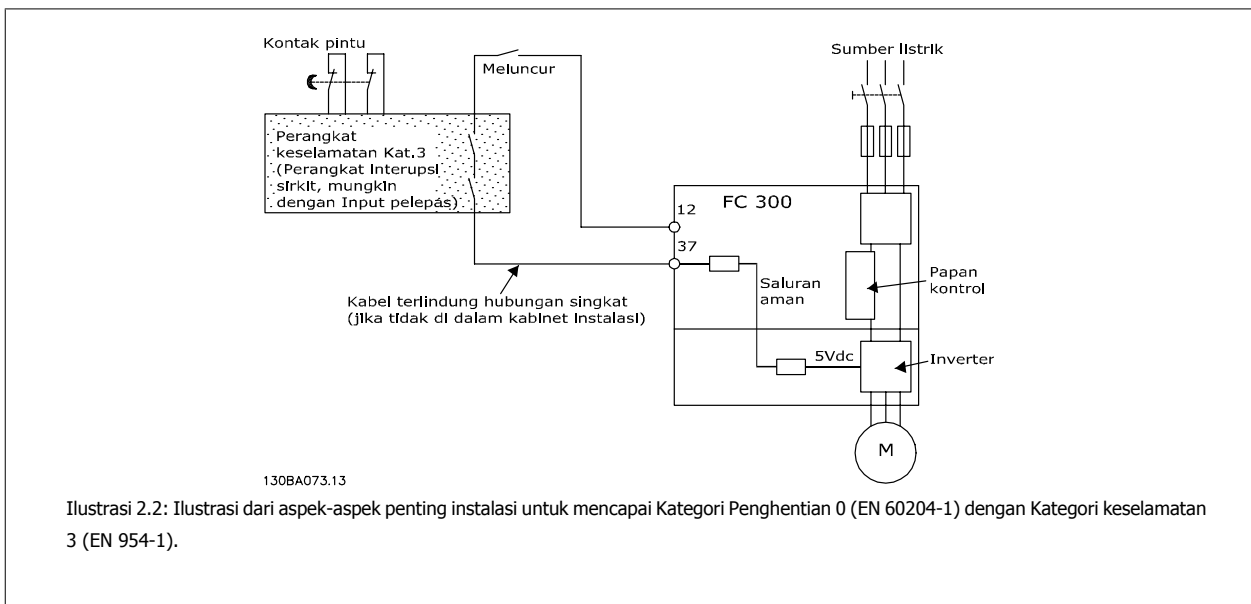 Kontak pintu
Meluncur
Sumber listrik
Perangkat
keselamatan Kat.3
(Perangkat Interupsi
sirkit, mungkin
dengan Input pelepas)
12
FC 300
37
Saluran
aman
Papan
kontrol
Kabel terlindung hubungan singkat
(jika tidak di dalam kabinet Instalasi)
5Vdc
Inverter
M
130BA073.13
Ilustrasi 2.2: Ilustrasi dari aspek-aspek penting instalasi untuk mencapai Kategori Penghentian 0 (EN 60204-1) dengan Kategori keselamatan
3 (EN 954-1).